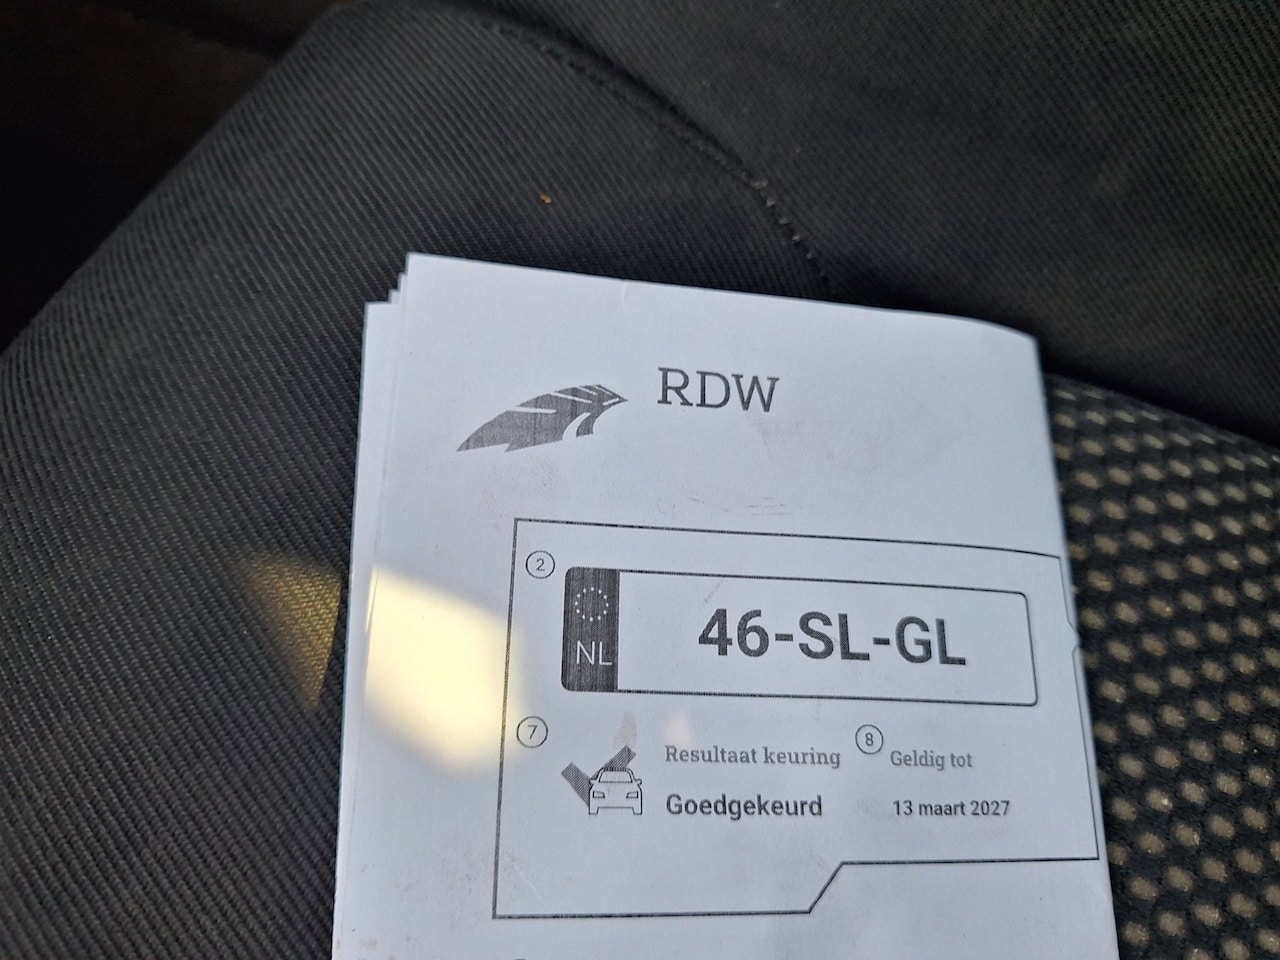 RDW
2
NL
46-SL-GL
7
Resultaat keuring
8
Geldig tot
Goedgekeurd
13 maart 2027